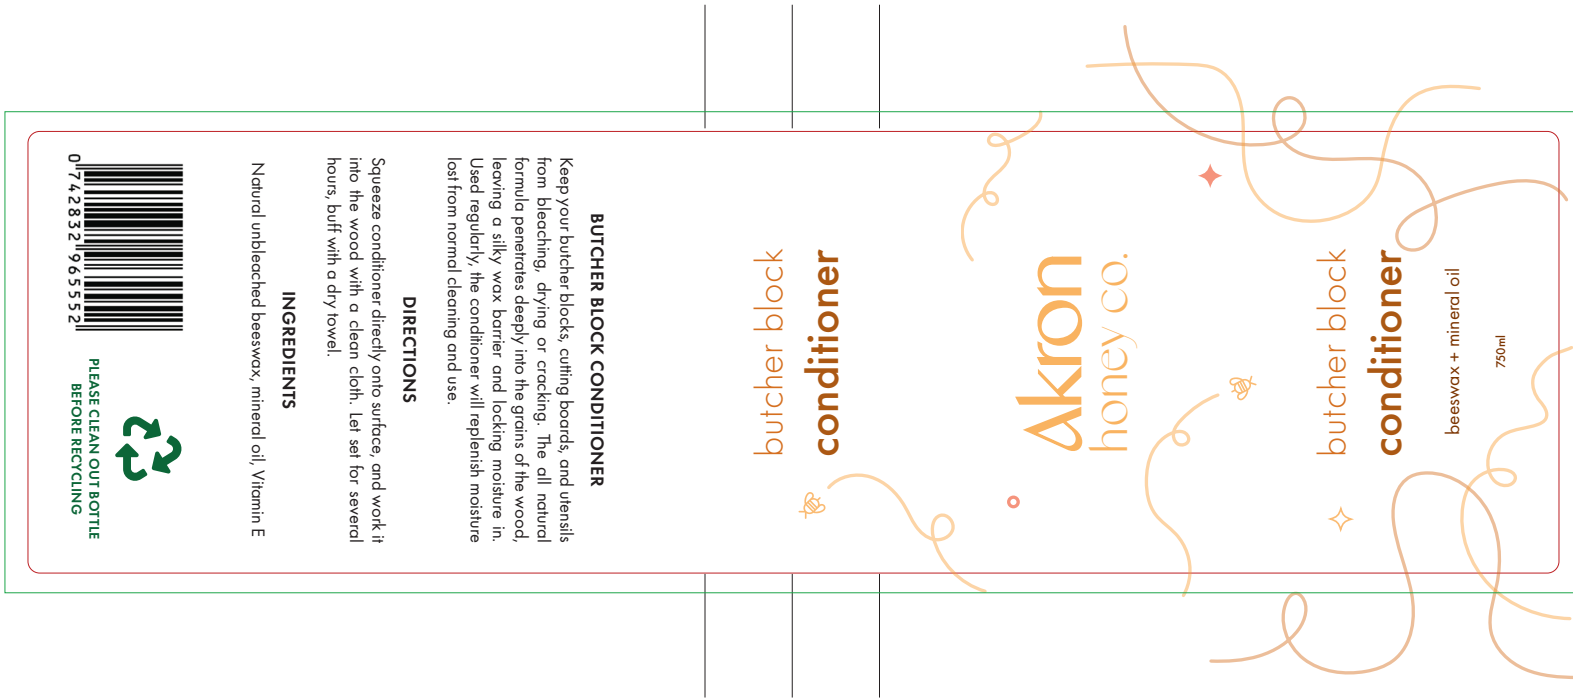 BUTCHER BLOCK CONDITIONER
Keep your butcher blocks, cutting boards, and utensils
from bleaching, drying or cracking. The all natural
formula penetrates deeply into the grains of the wood,
leaving a silky wax barrier and locking moisture in.
Used regularly, the conditioner will replenish moisture
lost from normal cleaning and use.
DIRECTIONS
Squeeze conditioner directly onto surface, and work it
into the wood with a clean cloth. Let set for several
hours, buff with a dry towel.
INGREDIENTS
Natural unbleached beeswax, mineral oil, Vitamin E
0 742832 965552
PLEASE CLEAN OUT BOTTLE
BEFORE RECYCLING
butcher block
conditioner
Akron
honey co.
butcher block
conditioner
beeswax + mineral oil
750ml